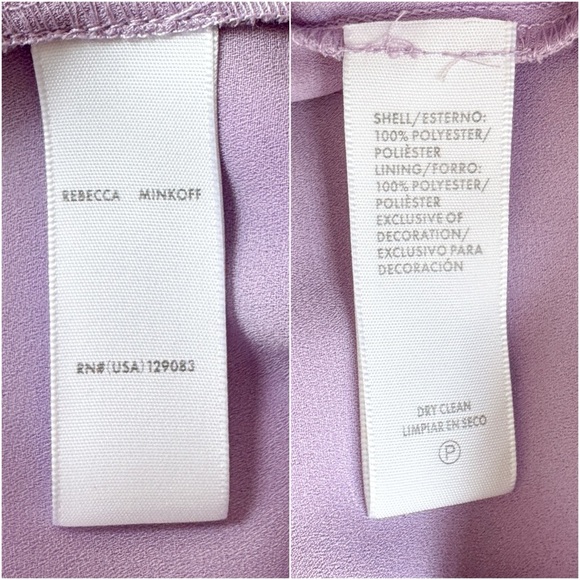 REBECCA MINKOFF
RN#(USA)129083
SHELL/ESTERNO:
100% POLYESTER/
POLIÈSTER
LINING/FORRO:
100% POLYESTER/
POLIÈSTER
EXCLUSIVE OF
DECORATION/
EXCLUSIVO PARA
DECORACIÓN
DRY CLEAN
LIMPIAR EN SECO
P